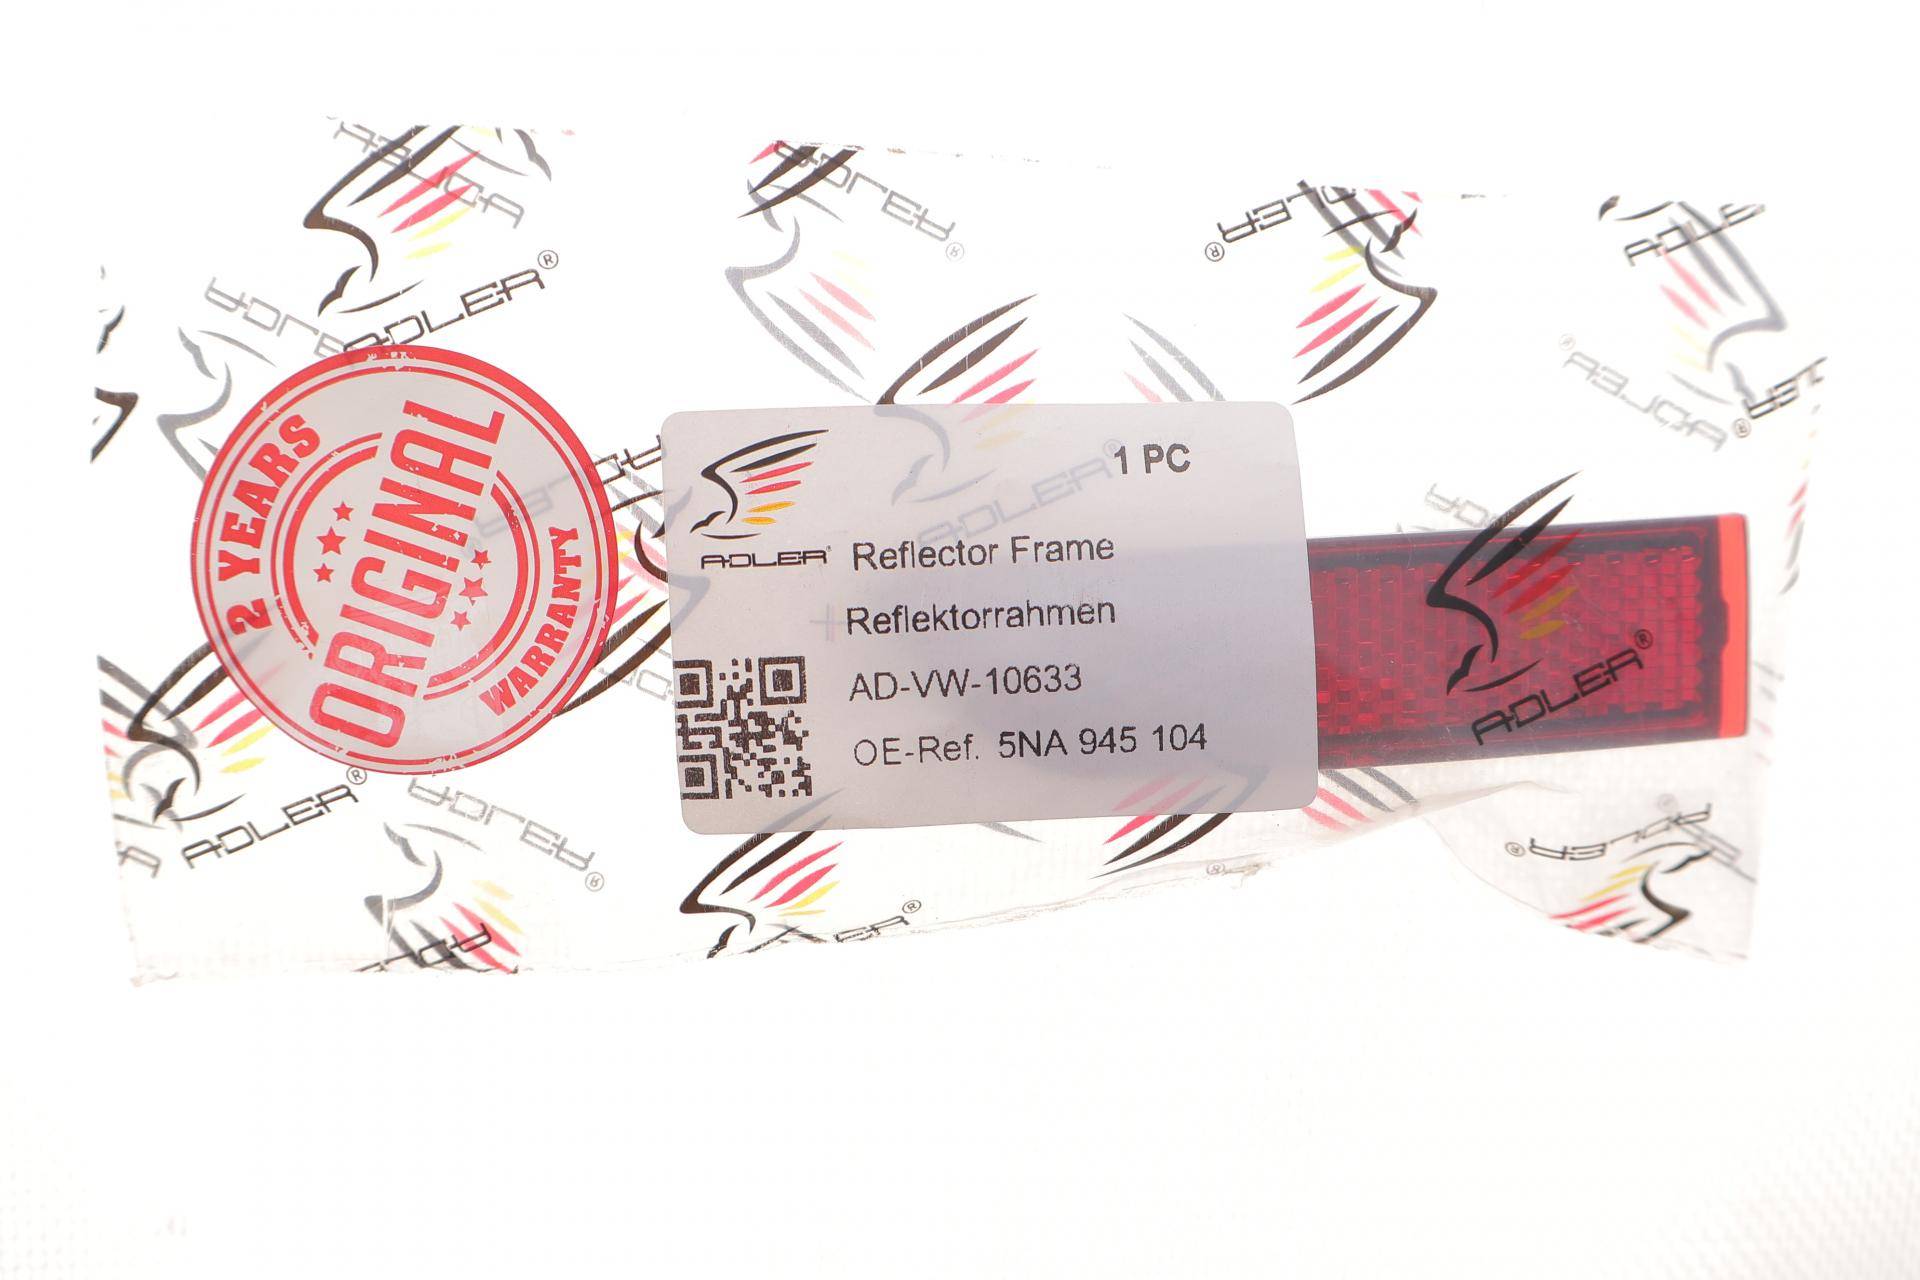 2 YEARS
ORIGINAL
WARRANTY
ADLER®
1 PC
Reflector Frame
Reflektorrahmen
AD-VW-10633
OE-Ref. 5NA 945 104
ADLER®
ADLER®
ADLER®
ADLER®
ADLER®